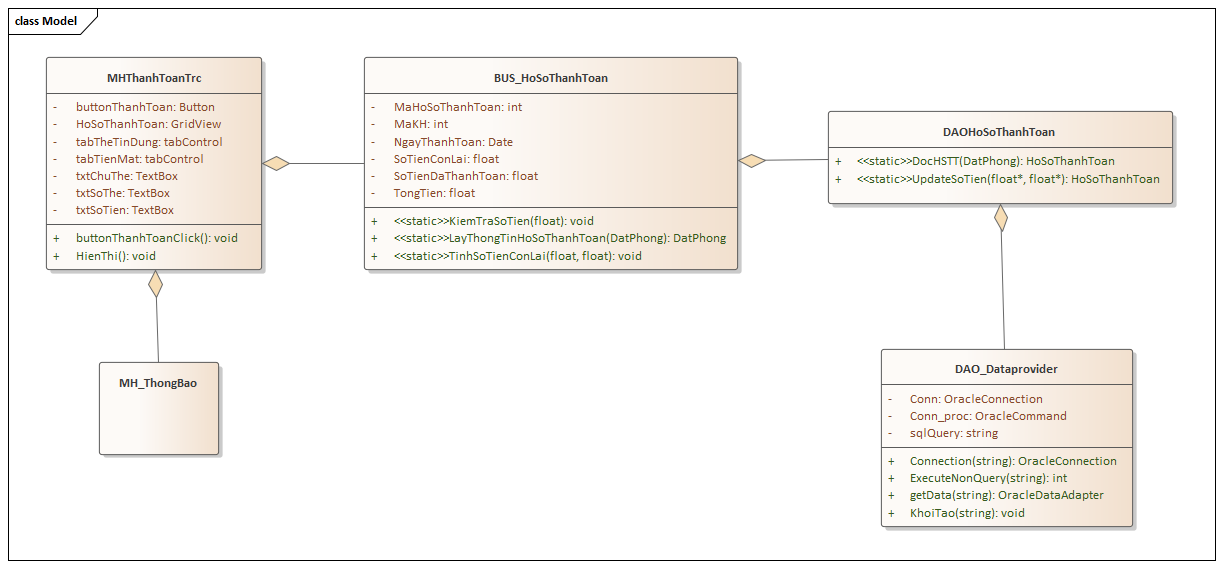 class Model
MHThanhToanTrc
- buttonThanhToan: Button
- HoSoThanhToan: GridView
- tabTheTinDung: tabControl
- tabTienMat: tabControl
- txtChuThe: TextBox
- txtSoThe: TextBox
- txtSoTien: TextBox
+ buttonThanhToanClick(): void
+ HienThi(): void
BUS_HoSoThanhToan
- MaHoSoThanhToan: int
- MaKH: int
- NgayThanhToan: Date
- SoTienConLai: float
- SoTienDaThanhToan: float
- TongTien: float
+ <<static>>KiemTraSoTien(float): void
+ <<static>>LayThongTinHoSoThanhToan(DatPhong): DatPhong
+ <<static>>TinhSoTienConLai(float, float): void
DAOHoSoThanhToan
+ <<static>>DocHSTT(DatPhong): HoSoThanhToan
+ <<static>>UpdateSoTien(float*, float*): HoSoThanhToan
MH_ThongBao
DAO_Dataprovider
- Conn: OracleConnection
- Conn_proc: OracleCommand
- sqlQuery: string
+ Connection(string): OracleConnection
+ ExecuteNonQuery(string): int
+ getData(string): OracleDataAdapter
+ KhoiTao(string): void